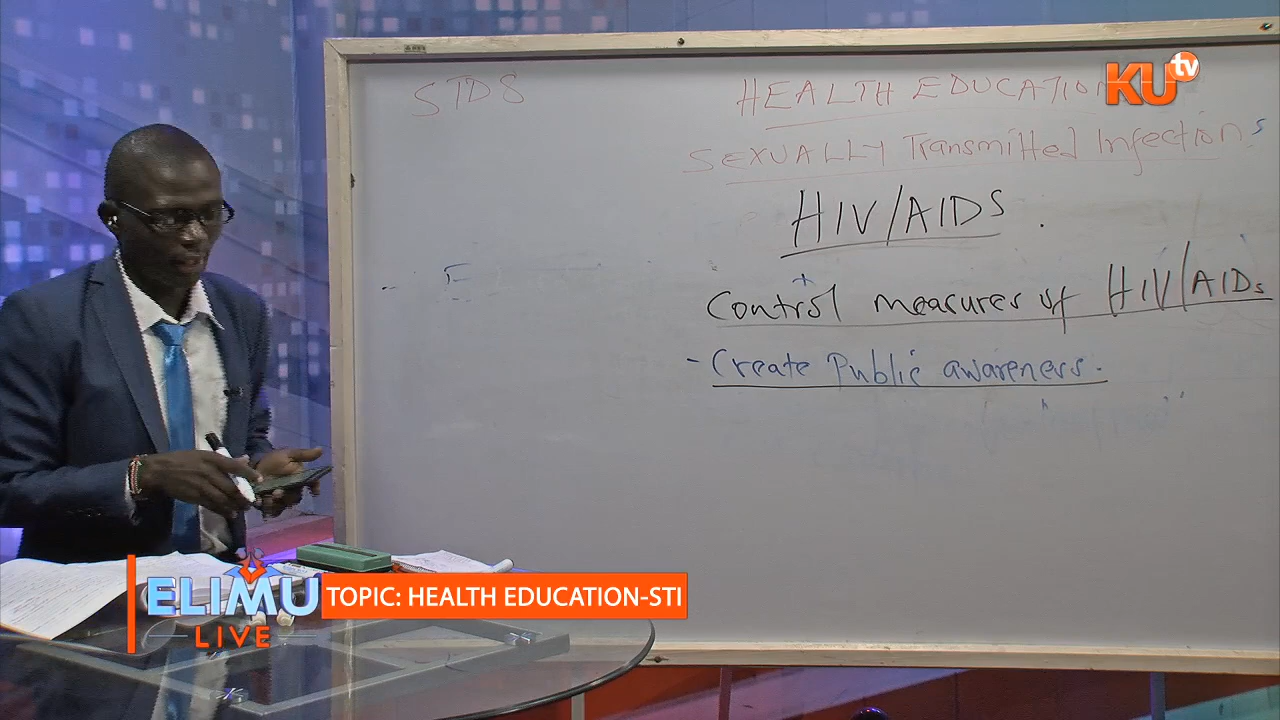 STDS
HEALTH EDUCATION
SEXUALLY Transmitted Infections
HIV/AIDS.
Control measures of HIV/AIDs
- Create Public awareness.
KU tv
ELIMU
LIVE
TOPIC: HEALTH EDUCATION-STI